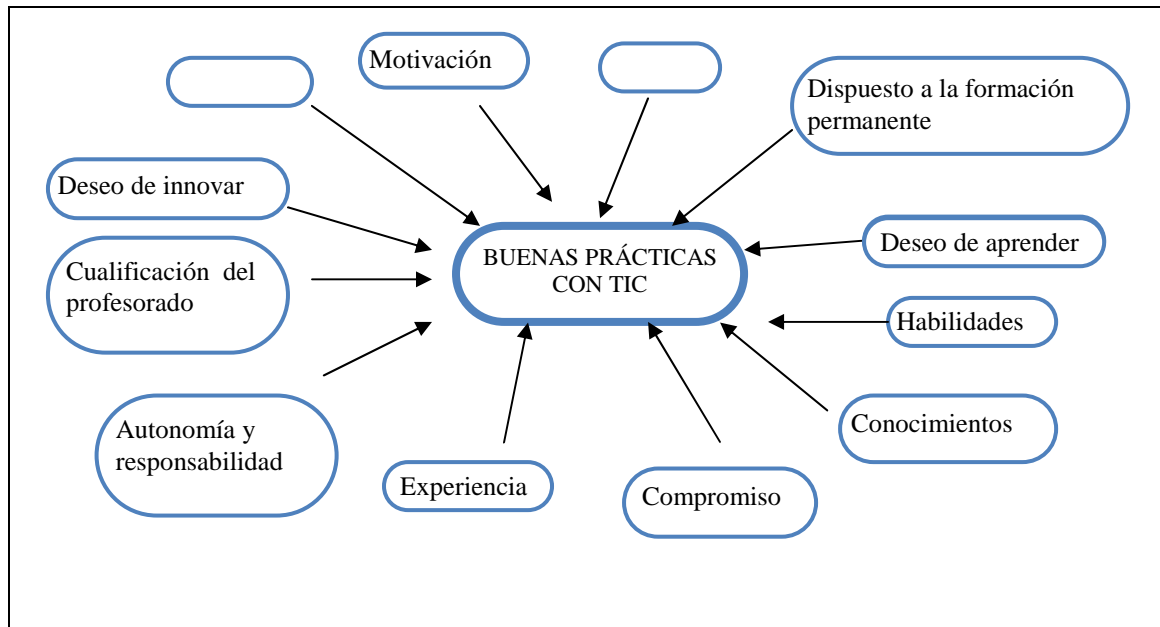 Motivación
Dispuesto a la formación
permanente
Deseo de innovar
BUENAS PRÁCTICAS
CON TIC
Deseo de aprender
Cualificación del
profesorado
Habilidades
Autonomía y
responsabilidad
Conocimientos
Experiencia
Compromiso